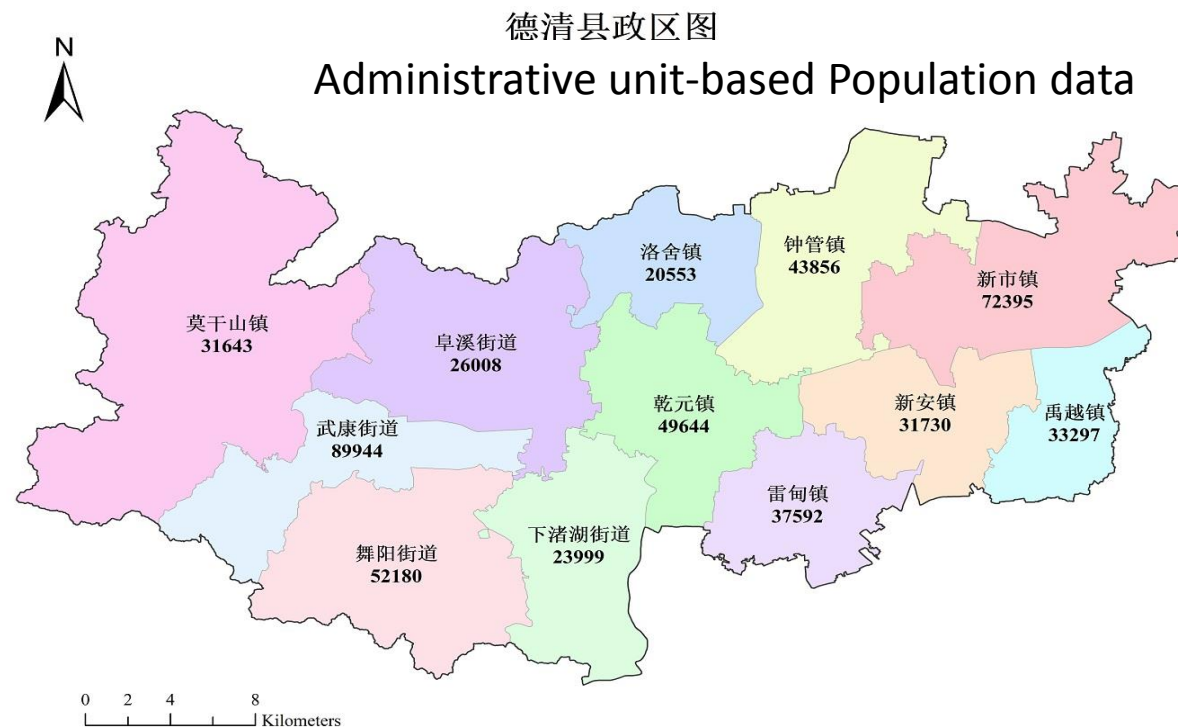 德清县政区图
N
Administrative unit-based Population data
洛舍镇
20553
钟管镇
43856
新市镇
72395
莫干山镇
31643
阜溪街道
26008
乾元镇
49644
新安镇
31730
禹越镇
33297
武康街道
89944
雷甸镇
37592
舞阳街道
52180
下渚湖街道
23999
0 2 4 8
Kilometers